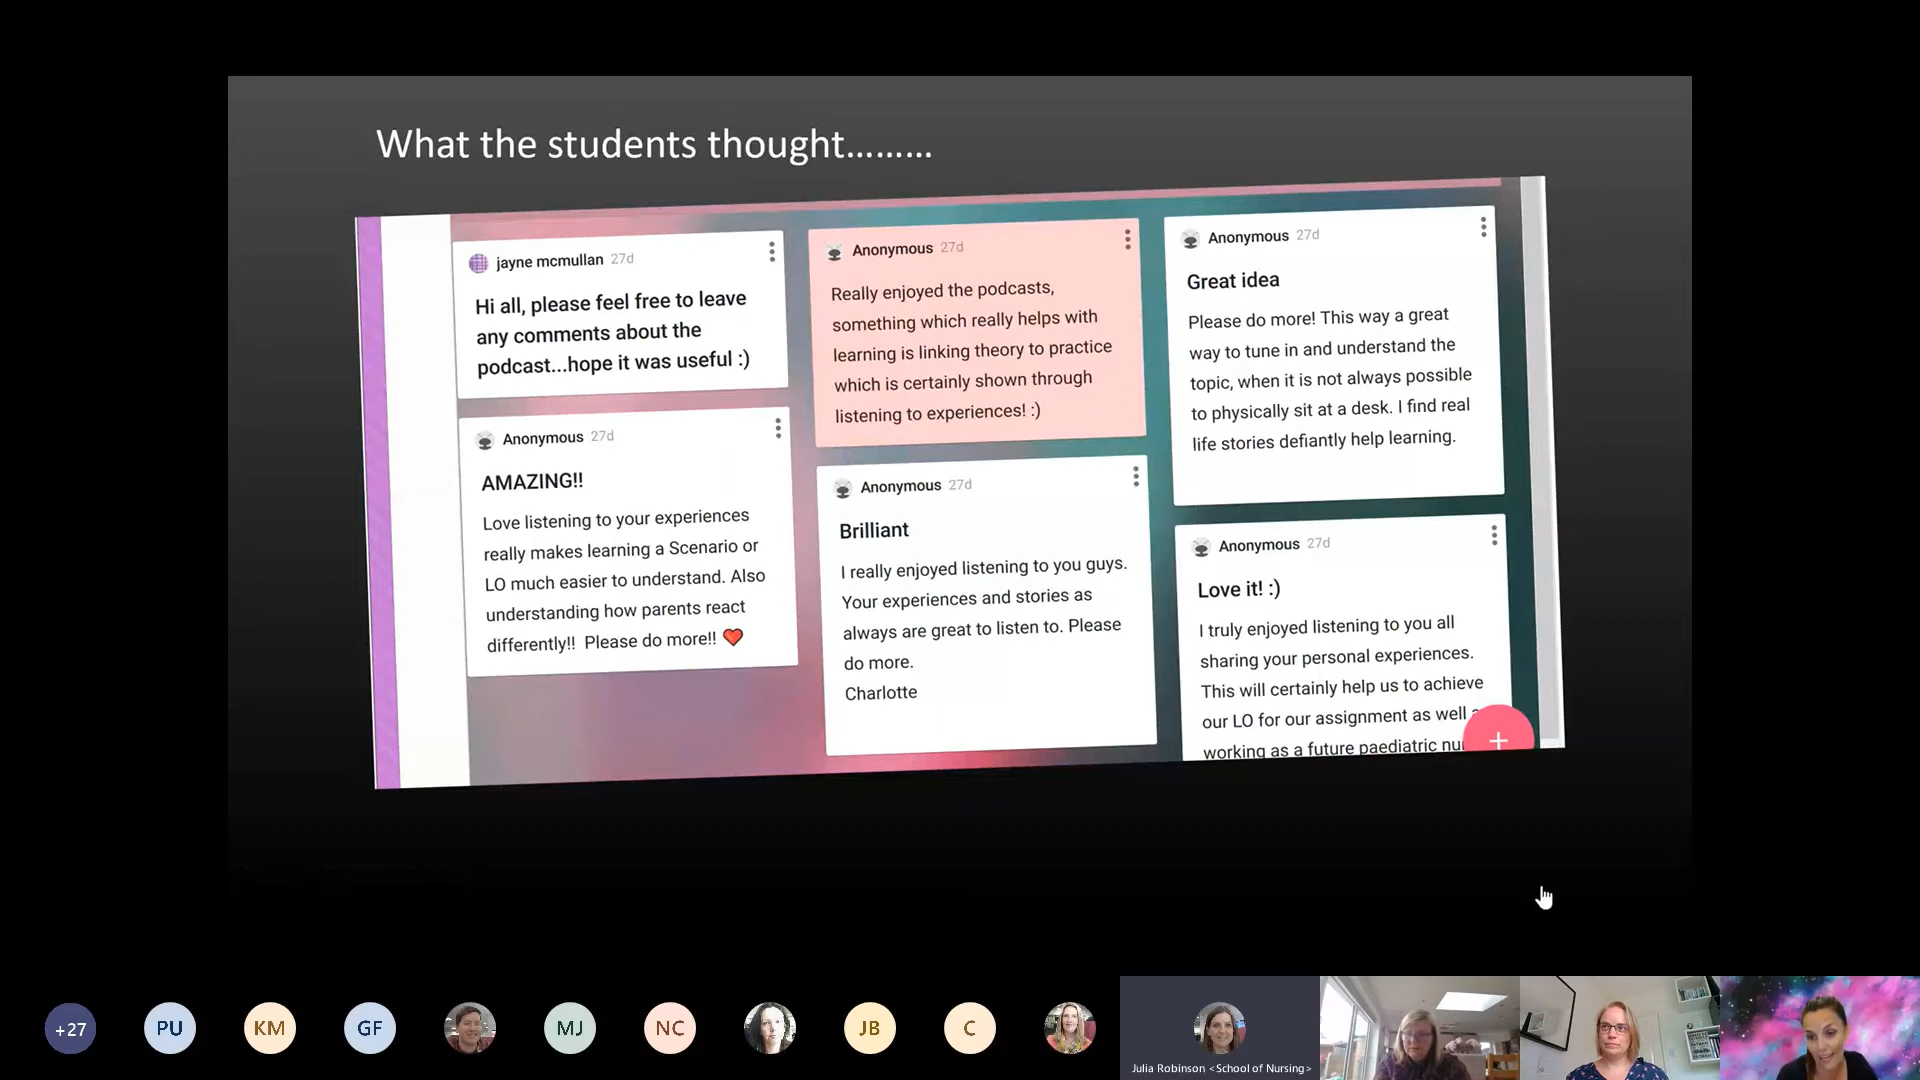 What the students thought.........
jayne mcmullan 27d
Hi all, please feel free to leave
any comments about the
podcast...hope it was useful :)
Anonymous 27d
AMAZING!!
Love listening to your experiences
really makes learning a Scenario or
LO much easier to understand. Also
understanding how parents react
differently!! Please do more!! ❤️
Anonymous 27d
Really enjoyed the podcasts,
something which really helps with
learning is linking theory to practice
which is certainly shown through
listening to experiences! :)
Anonymous 27d
Brilliant
I really enjoyed listening to you guys.
Your experiences and stories as
always are great to listen to. Please
do more.
Charlotte
Anonymous 27d
Great idea
Please do more! This way a great
way to tune in and understand the
topic, when it is not always possible
to physically sit at a desk. I find real
life stories defiantly help learning.
Anonymous 27d
Love it! :)
I truly enjoyed listening to you all
sharing your personal experiences.
This will certainly help us to achieve
our LO for our assignment as well
working as a future paediatric
+
+27
PU
KM
GF
MJ
NC
JB
C
Julia Robinson <School of Nursing>